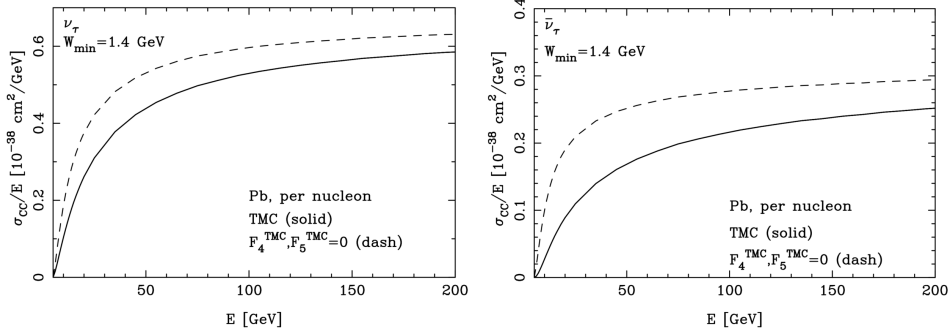 ν_τ
W_min=1.4 GeV
σ_CC/E [10^-38 cm^2/GeV]
0.6
0.4
0.2
0
Pb, per nucleon
TMC (solid)
F_4^TMC,F_5^TMC=0 (dash)
50
100
150
200
E [GeV]
ν̄_τ
W_min=1.4 GeV
σ_CC/E [10^-38 cm^2/GeV]
0.4
0.3
0.2
0.1
0
Pb, per nucleon
TMC (solid)
F_4^TMC,F_5^TMC=0 (dash)
50
100
150
200
E [GeV]